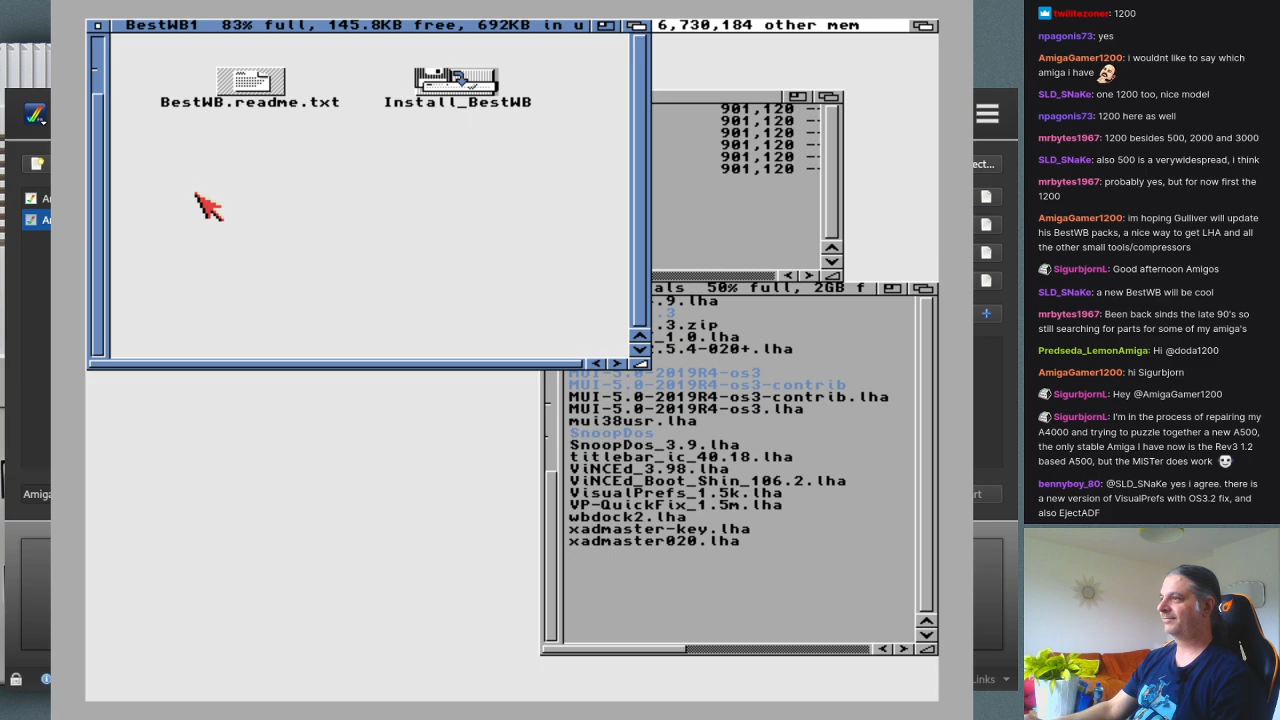 BestWB1 83% full, 145.8KB free, 692KB in u
6,730,184 other mem
BestWB.readme.txt
Install_BestWB
901,120 --
901,120 --
901,120 --
901,120 --
901,120 --
901,120 --
als 50% full, 2GB f
.9.lha
.3
.3.zip
_1.0.lha
.2.5.4-020+.lha
MUI-5.0-2019R4-os3
MUI-5.0-2019R4-os3-contrib
MUI-5.0-2019R4-os3-contrib.lha
MUI-5.0-2019R4-os3.lha
mui38usr.lha
SnoopDos
SnoopDos_3.9.lha
titlebar_ic_40.18.lha
ViNCEd_3.98.lha
ViNCEd_Boot_Shin_106.2.lha
VisualPrefs_1.5k.lha
VP-QuickFix_1.5m.lha
wbdock2.lha
xadmaster-key.lha
xadmaster020.lha
Am
Am
Amiga
ect...
rt
Links
twilitezoner: 1200
npagonis73: yes
AmigaGamer1200: i wouldnt like to say which
amiga i have
SLD_SNaKe: one 1200 too, nice model
npagonis73: 1200 here as well
mrbytes1967: 1200 besides 500, 2000 and 3000
SLD_SNaKe: also 500 is a verywidespread, i think
mrbytes1967: probably yes, but for now first the
1200
AmigaGamer1200: im hoping Gulliver will update
his BestWB packs, a nice way to get LHA and all
the other small tools/compressors
SigurbjornL: Good afternoon Amigos
SLD_SNaKe: a new BestWB will be cool
mrbytes1967: Been back sinds the late 90's so
still searching for parts for some of my amiga's
Predseda_LemonAmiga: Hi @doda1200
AmigaGamer1200: hi Sigurbjorn
SigurbjornL: Hey @AmigaGamer1200
SigurbjornL: I'm in the process of repairing my
A4000 and trying to puzzle together a new A500,
the only stable Amiga I have now is the Rev3 1.2
based A500, but the MiSTer does work
bennyboy_80: @SLD_SNaKe yes i agree. there is
a new version of VisualPrefs with OS3.2 fix, and
also EjectADF